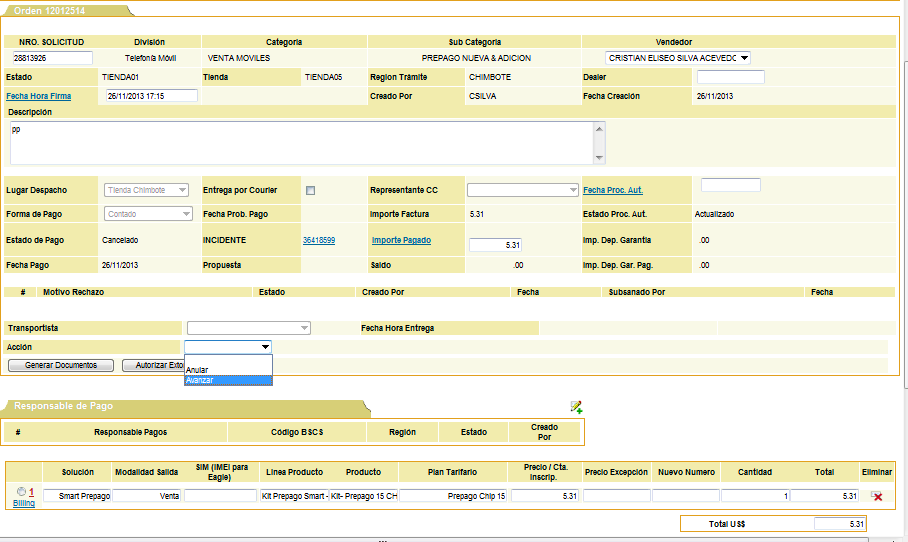 Orden 12012514
NRO. SOLICITUD División Categoria Sub Categoria Vendedor
28813926 Telefonía Móvil VENTA MOVILES PREPAGO NUEVA & ADICION CRISTIAN ELISEO SILVA ACEVEDO
Estado TIENDA01 Tienda TIENDA05 Region Trámite CHIMBOTE Dealer
Fecha Hora Firma 26/11/2013 17:15 Creado Por CSILVA Fecha Creación 26/11/2013
Descripción
pp
Lugar Despacho Tienda Chimbote Entrega por Courier Representante CC Fecha Proc. Aut.
Forma de Pago Contado Fecha Prob. Pago Importe Factura 5.31 Estado Proc. Aut. Actualizado
Estado de Pago Cancelado INCIDENTE 36418599 Importe Pagado 5.31 Imp. Dep. Garantia .00
Fecha Pago 26/11/2013 Propuesta Saldo .00 Imp. Dep. Gar. Pag. .00
# Motivo Rechazo Estado Creado Por Fecha Subsanado Por Fecha
Transportista Fecha Hora Entrega
Acción
Generar Documentos Autorizar Exto
Anular
Avanzar
Responsable de Pago
# Responsable Pagos Código BSCS Región Estado Creado
Por
Solución Modalidad Salida SIM (IMEI para
Eagle) Linea Producto Producto Plan Tarifario Precio / Cta.
Inscrip. Precio Excepción Nuevo Numero Cantidad Total Eliminar
1 Smart Prepago Venta Kit Prepago Smart - Kit- Prepago 15 CH Prepago Chip 15 5.31 1 5.31
Billing
Total US$ 5.31